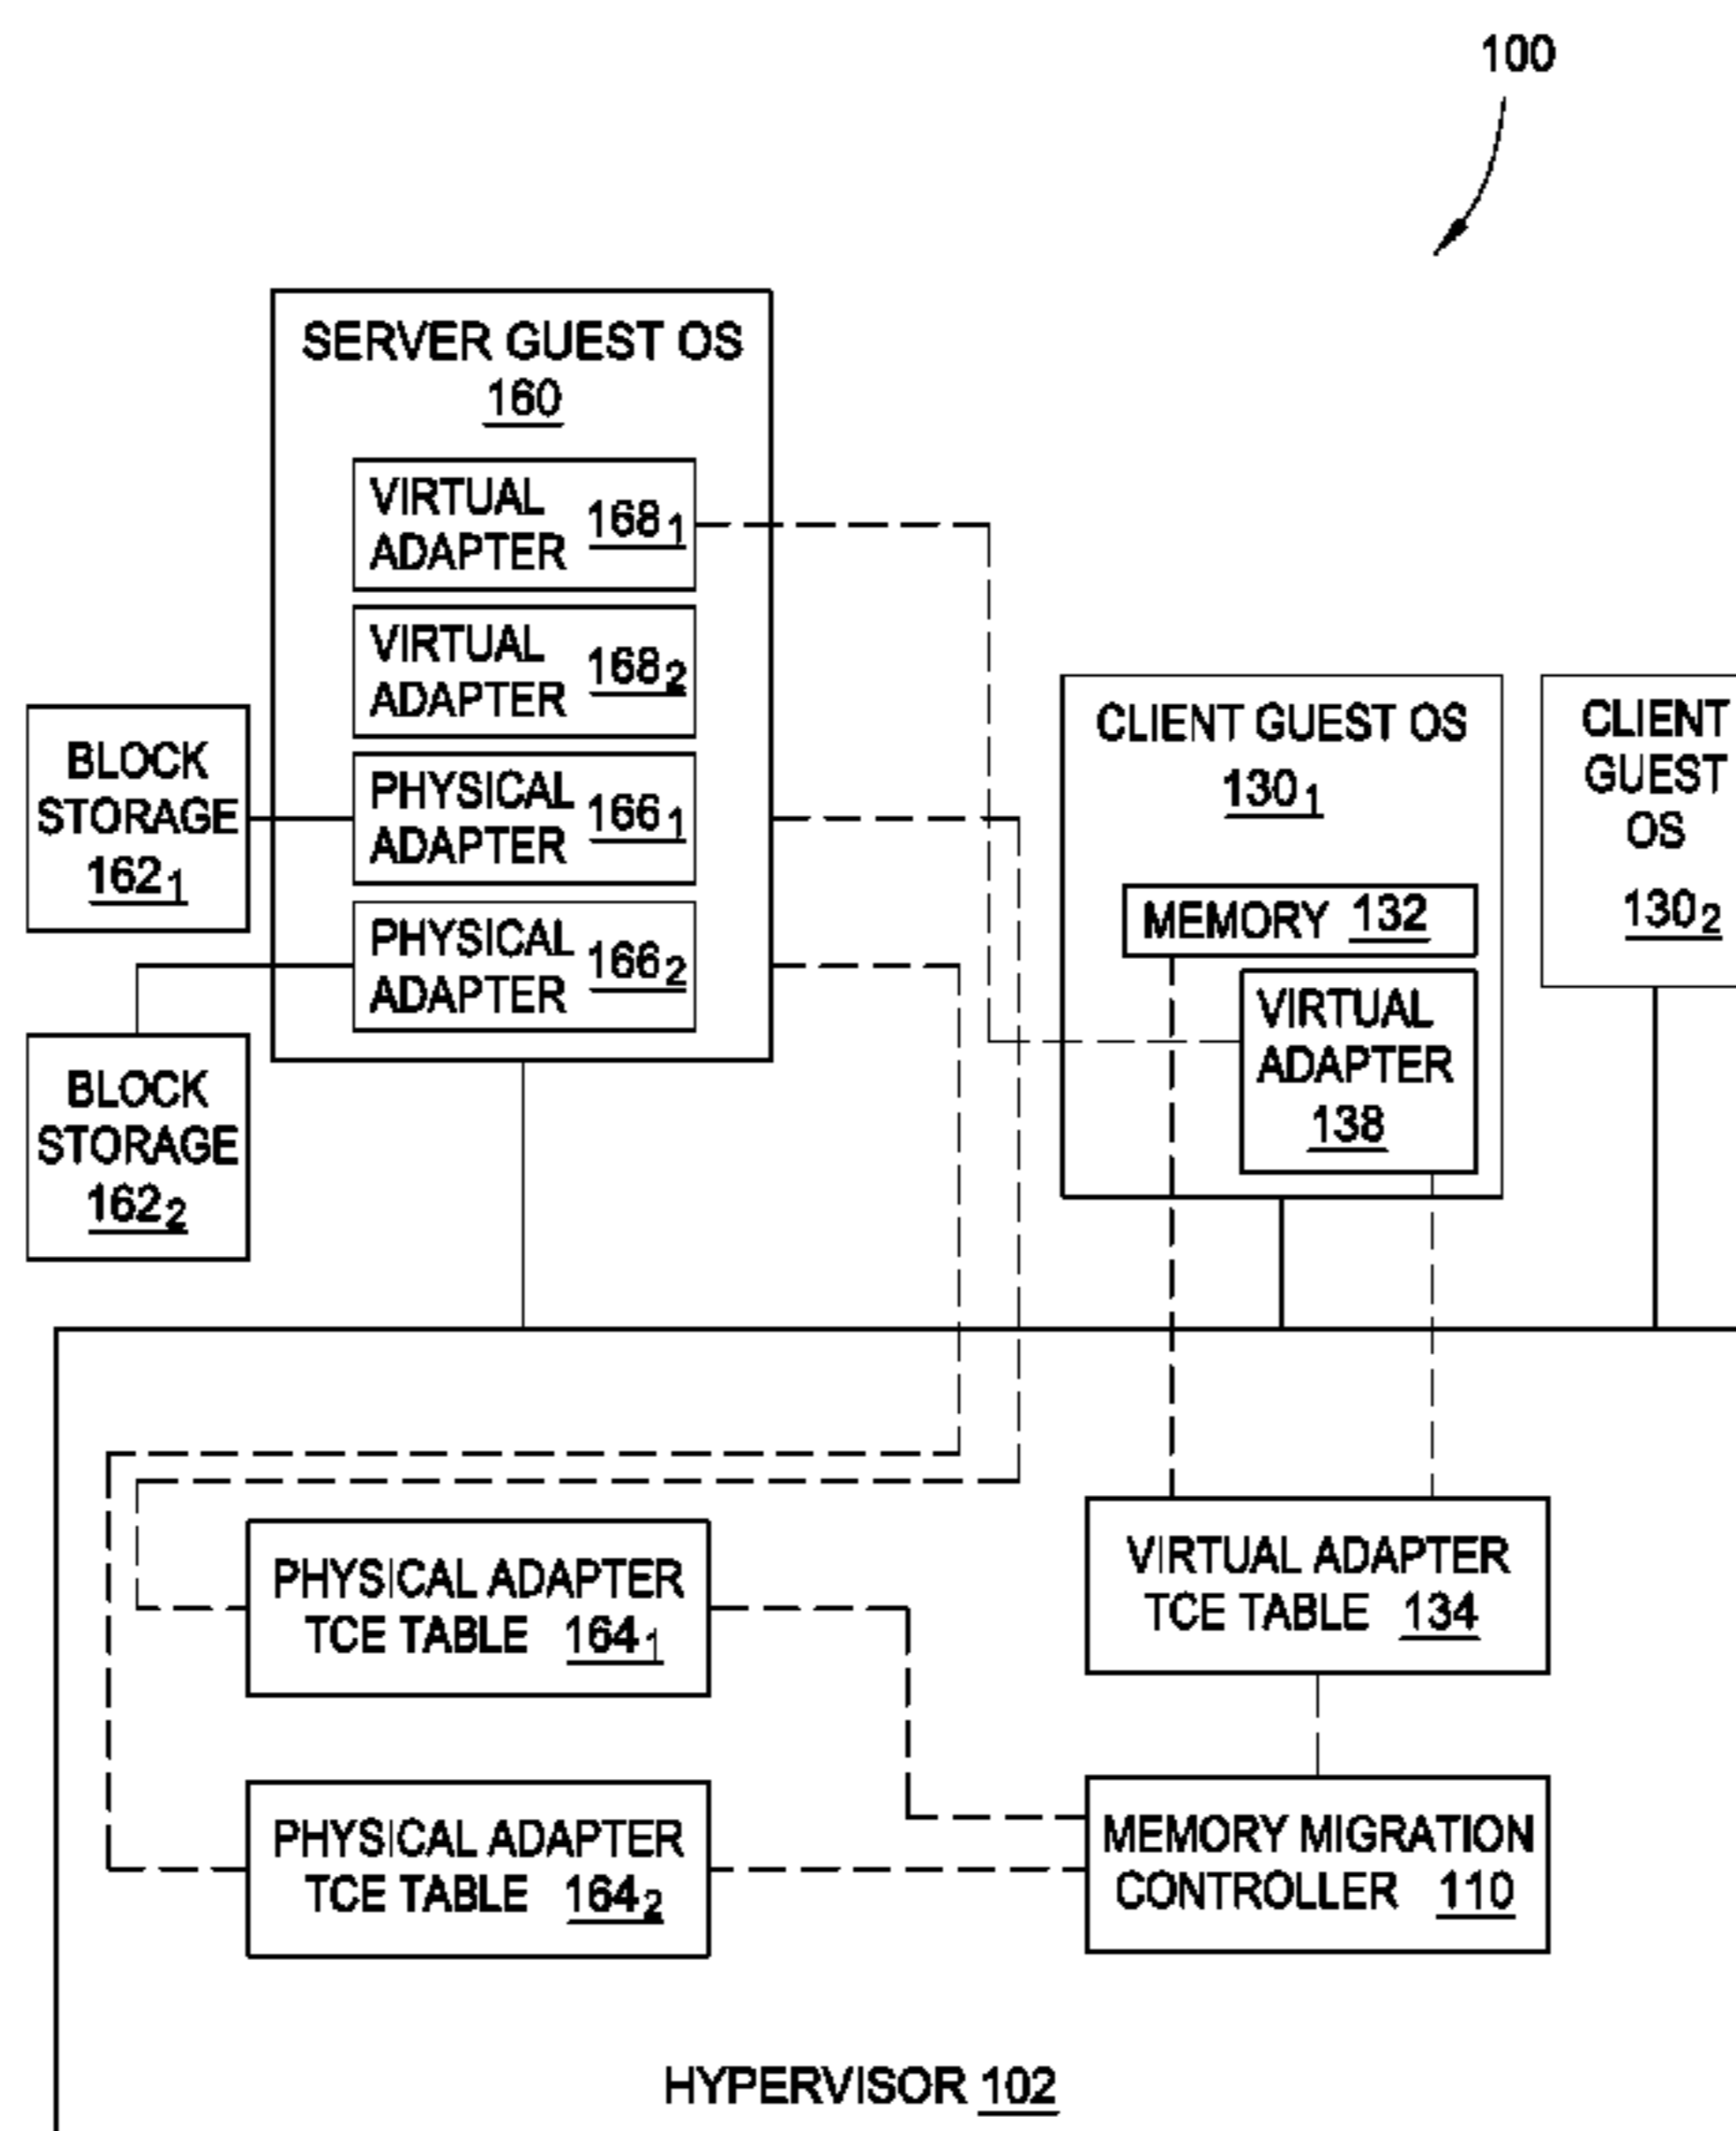 100
SERVER GUEST OS
160
VIRTUAL
ADAPTER 168₁
VIRTUAL
ADAPTER 168₂
PHYSICAL
ADAPTER 166₁
PHYSICAL
ADAPTER 166₂
BLOCK
STORAGE
162₁
BLOCK
STORAGE
162₂
CLIENT GUEST OS
130₁
MEMORY 132
VIRTUAL
ADAPTER
138
CLIENT
GUEST
OS
130₂
PHYSICAL ADAPTER
TCE TABLE 164₁
VIRTUAL ADAPTER
TCE TABLE 134
PHYSICAL ADAPTER
TCE TABLE 164₂
MEMORY MIGRATION
CONTROLLER 110
HYPERVISOR 102